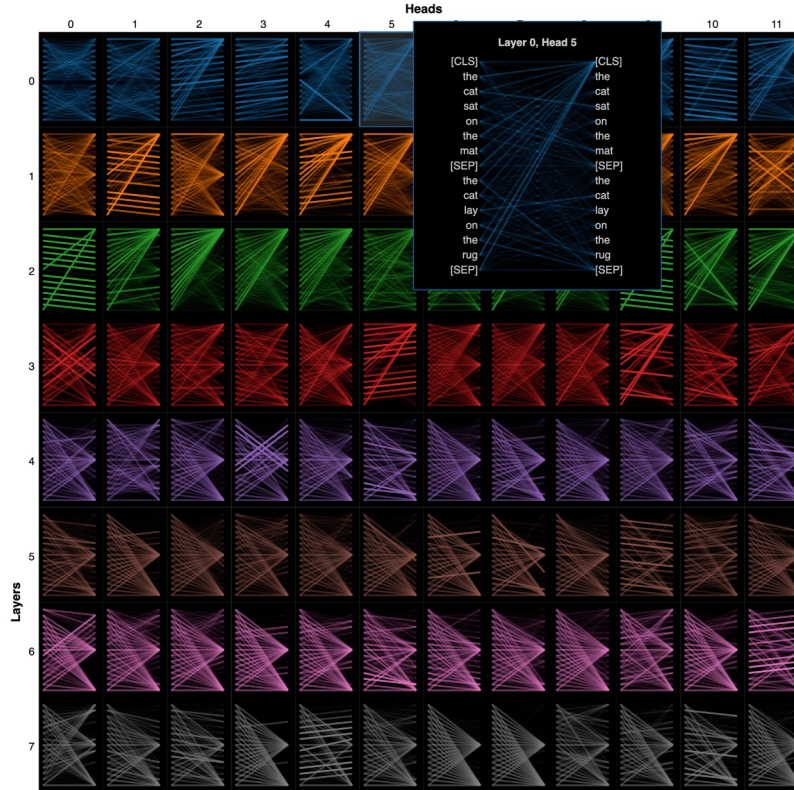 Heads
0 1 2 3 4 5 10 11
Layer 0, Head 5
[CLS] [CLS]
the the
cat cat
sat sat
on on
the the
mat mat
[SEP] [SEP]
the the
cat cat
lay lay
on on
the the
rug rug
[SEP] [SEP]
Layers
0
1
2
3
4
5
6
7